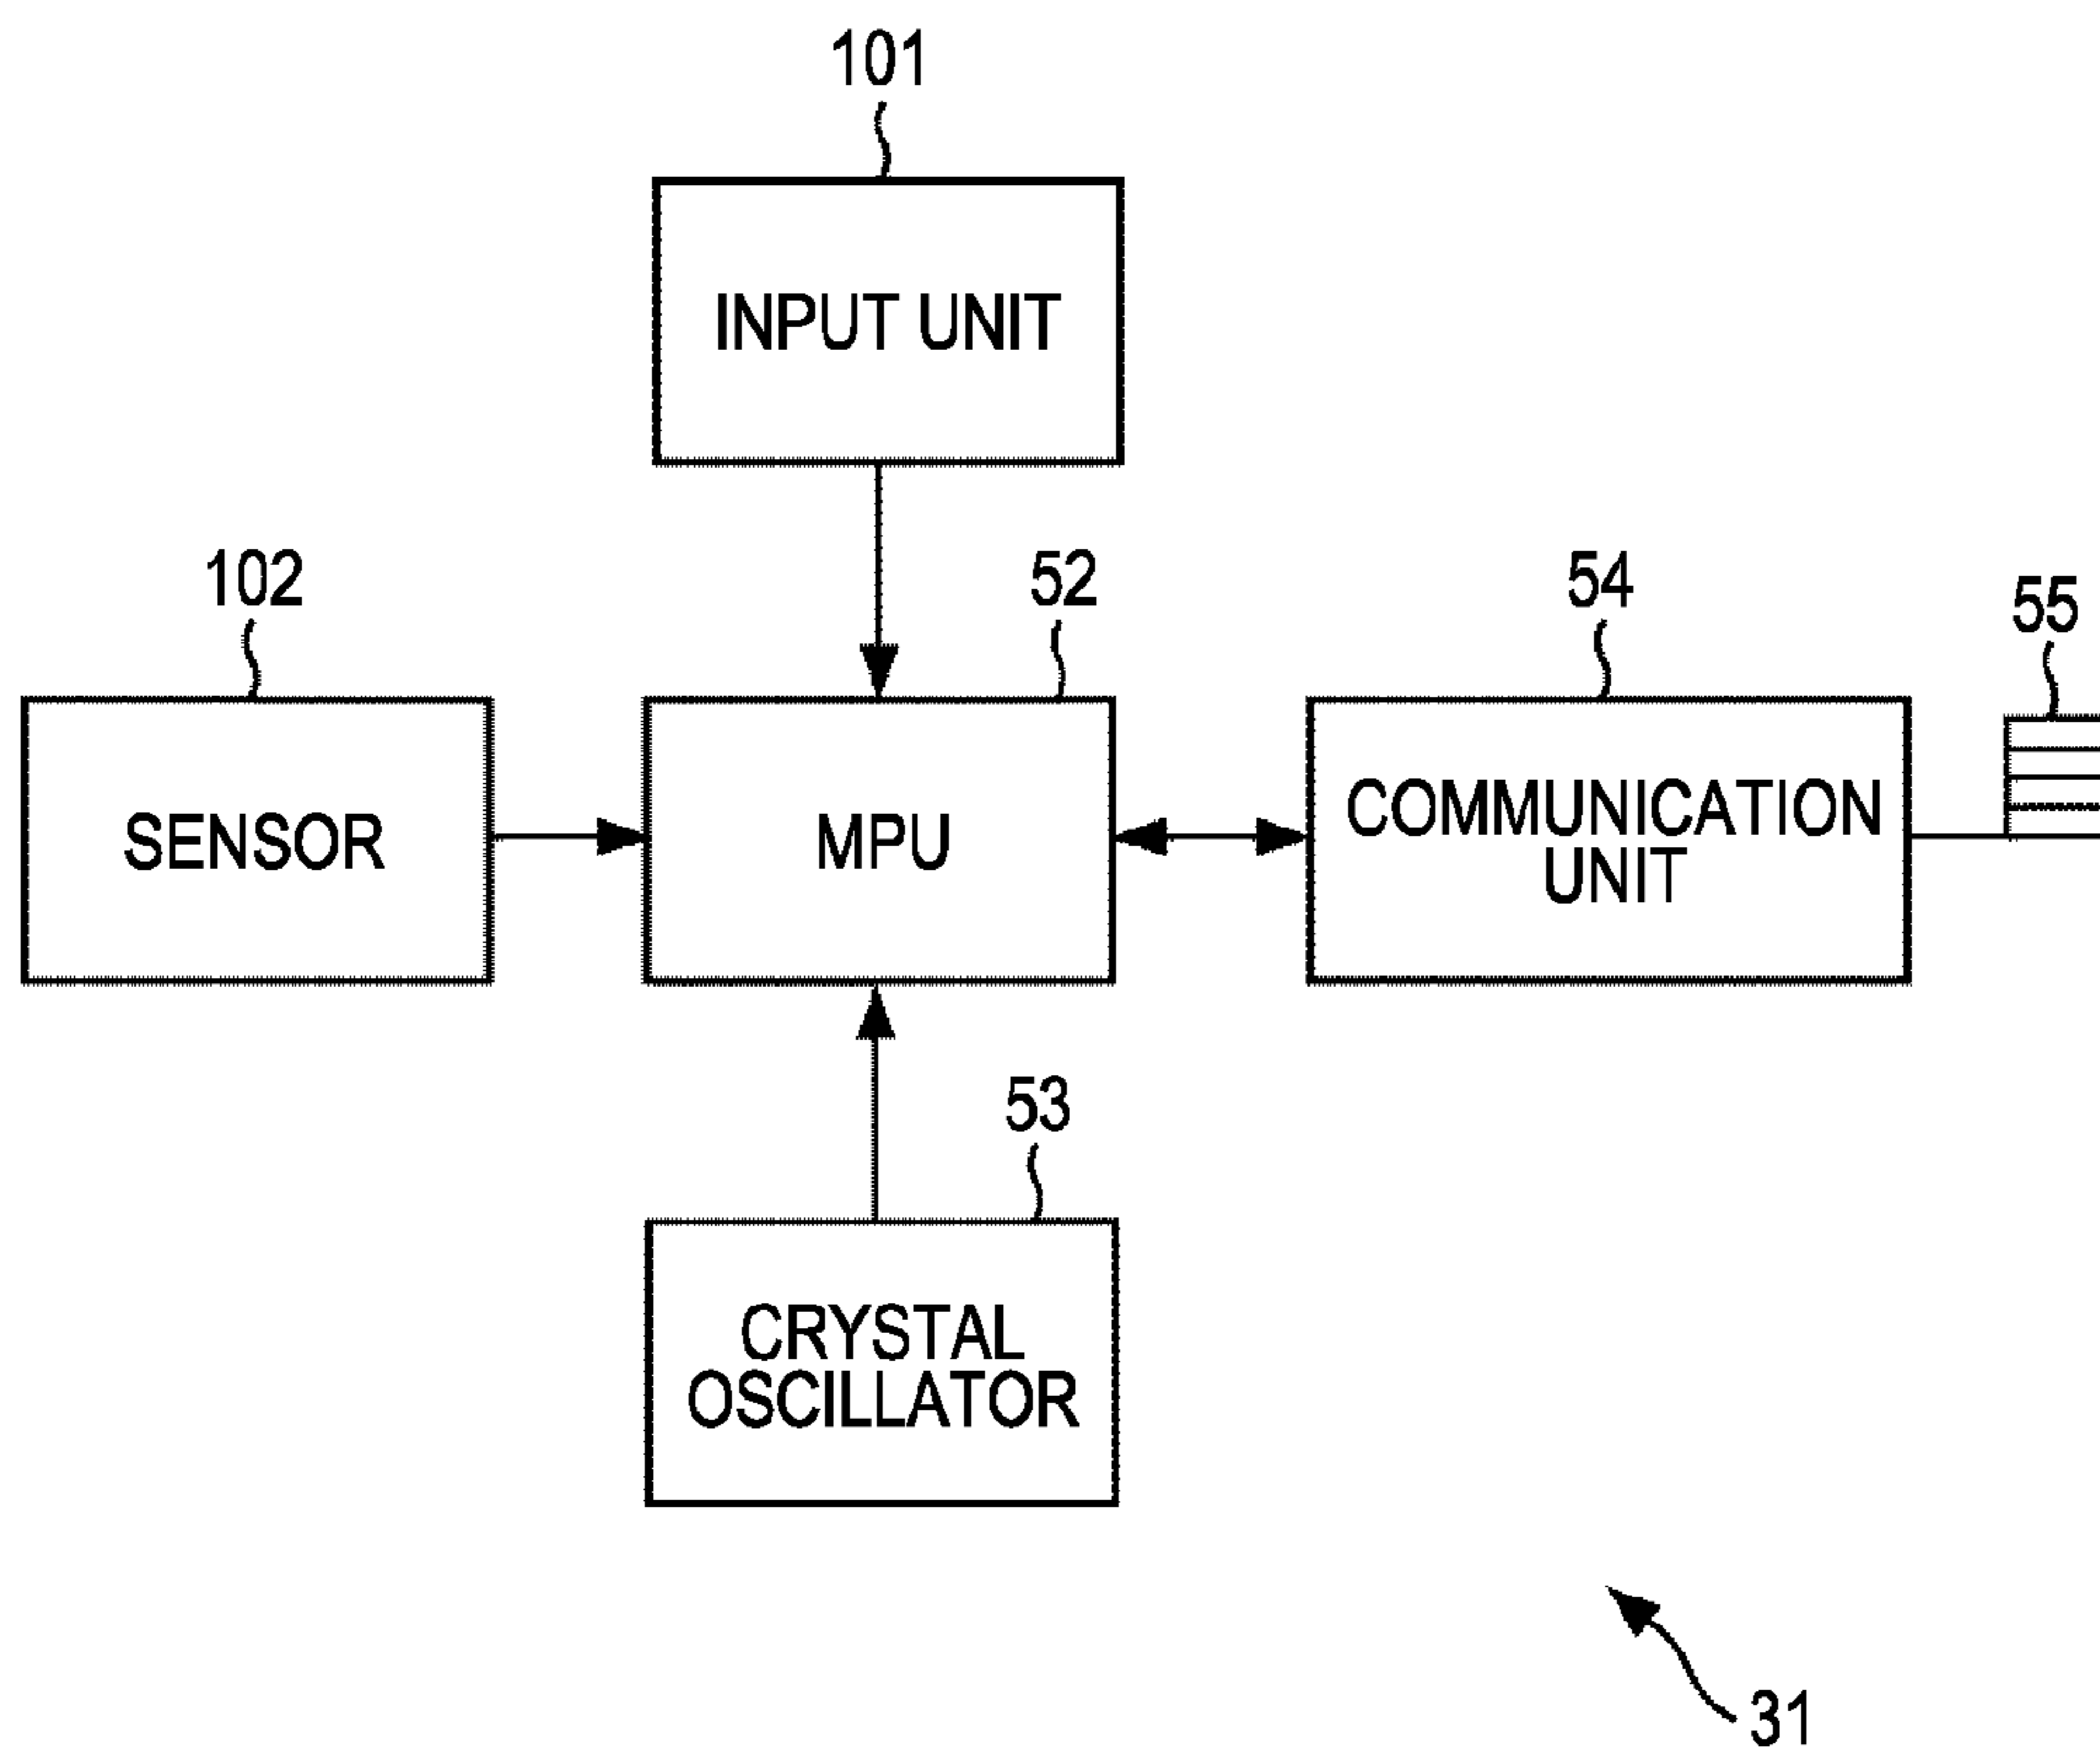 101
INPUT UNIT
102
52
54
55
SENSOR
MPU
COMMUNICATION
UNIT
53
CRYSTAL
OSCILLATOR
31